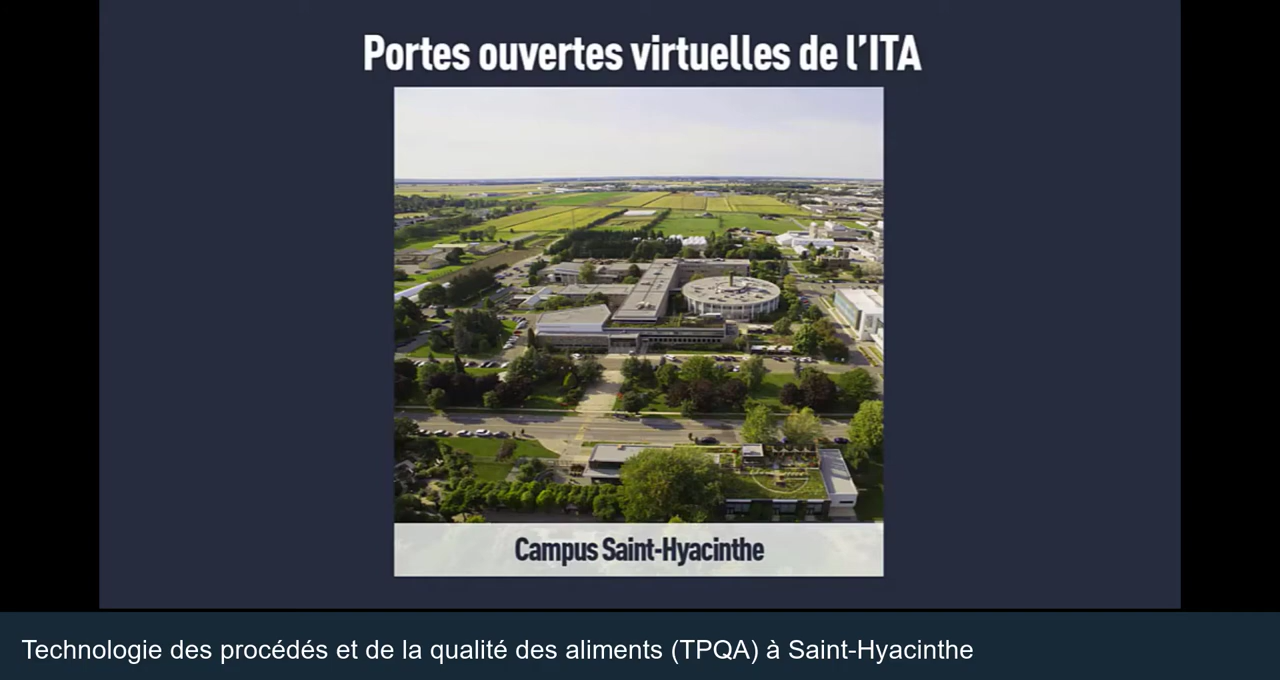 Portes ouvertes virtuelles de l'ITA
Campus Saint-Hyacinthe
Technologie des procédés et de la qualité des aliments (TPQA) à Saint-Hyacinthe